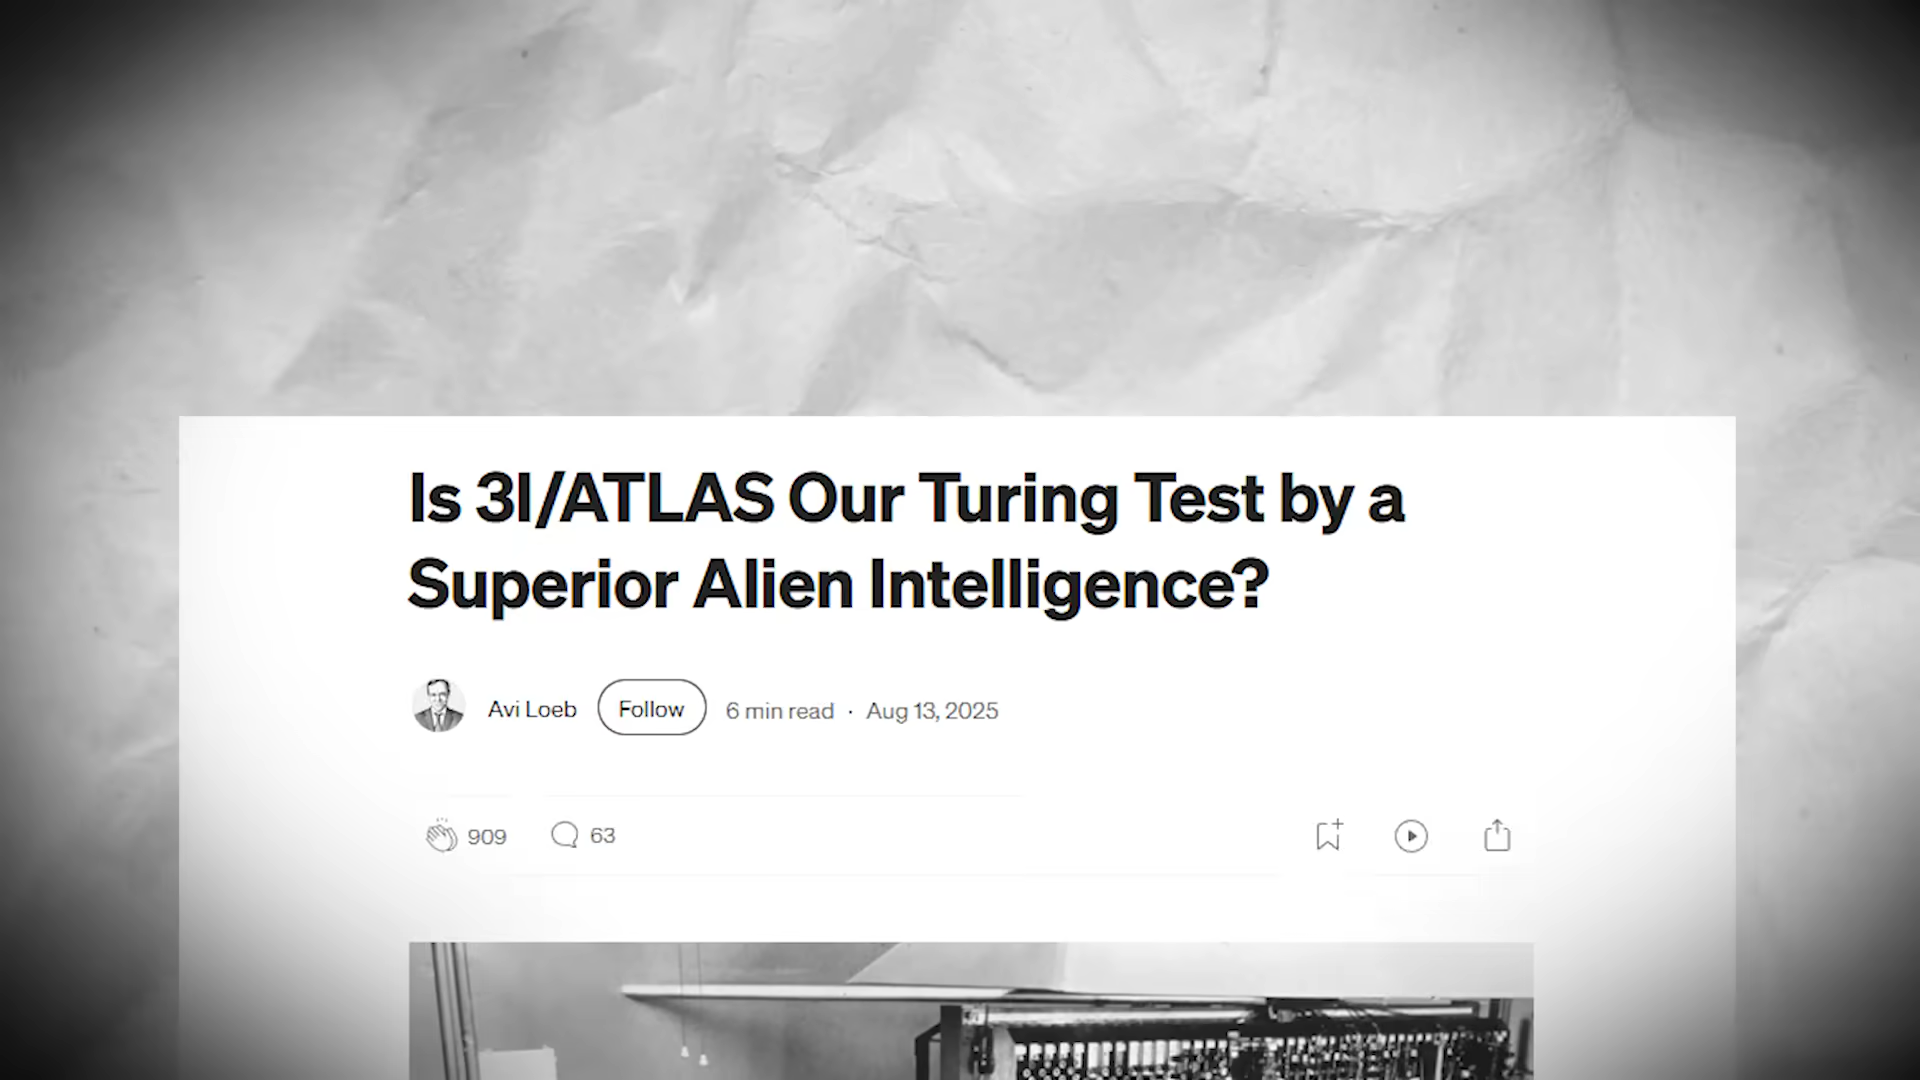 Is 3I/ATLAS Our Turing Test by a
Superior Alien Intelligence?
Avi Loeb Follow 6 min read · Aug 13, 2025
909 63